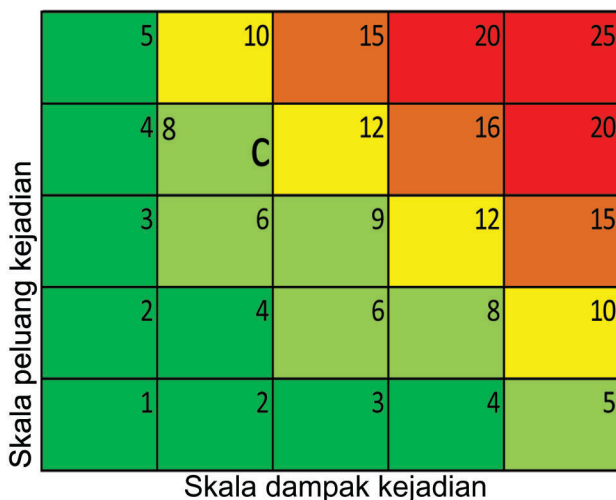 5 10 15 20 25
4 8 C 12 16 20
3 6 9 12 15
2 4 6 8 10
1 2 3 4 5
Skala peluang kejadian
Skala dampak kejadian